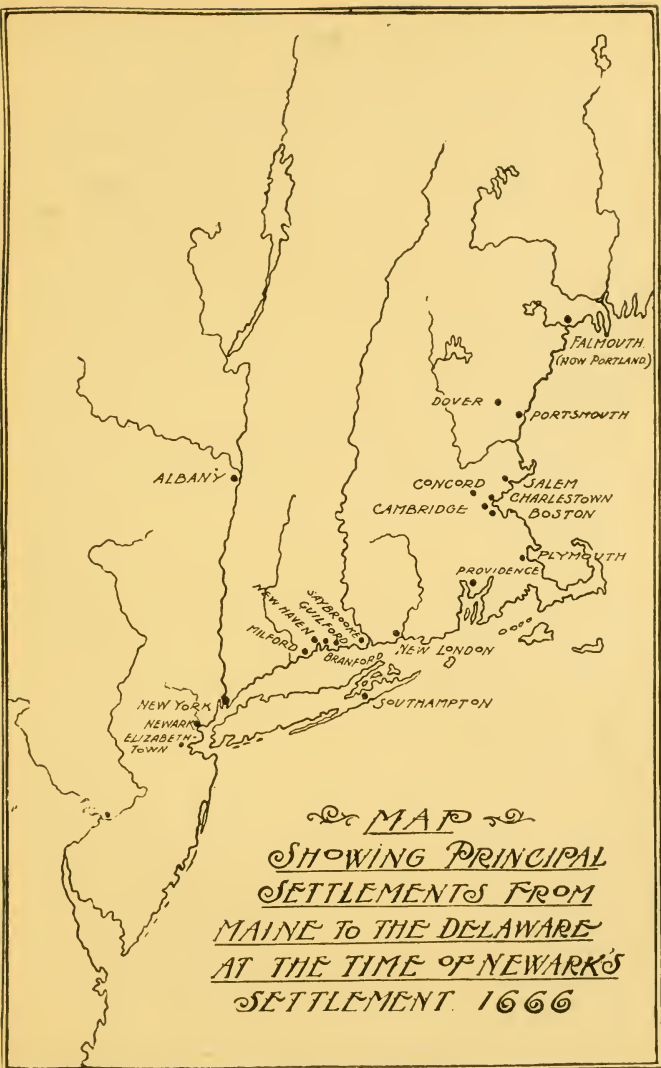 FALMOUTH
(NOW PORTLAND)
DOVER
PORTSMOUTH
ALBANY
CONCORD
SALEM
CHARLESTOWN
CAMBRIDGE
BOSTON
PLYMOUTH
PROVIDENCE
SAYBROOKE
GUILFORD
NEW HAVEN
MILFORD
BRANFORD
NEW LONDON
NEW YORK
SOUTHAMPTON
NEWARK
ELIZABETH-
TOWN
MAP
SHOWING PRINCIPAL
SETTLEMENTS FROM
MAINE TO THE DELAWARE
AT THE TIME OF NEWARK'S
SETTLEMENT. 1666